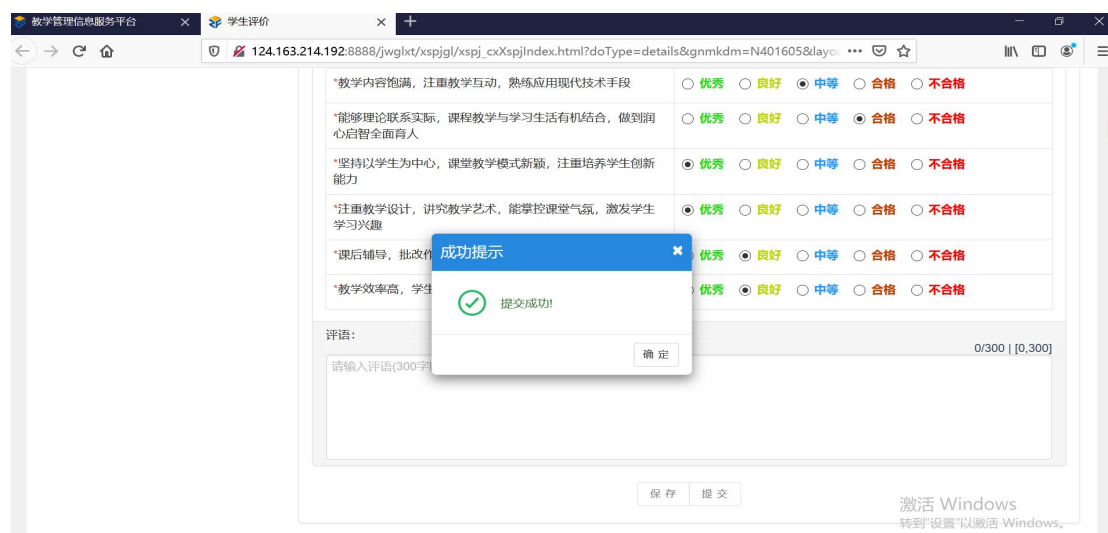 教学管理信息服务平台
学生评价
124.163.214.192:8888/jwglxt/xspjgl/xspj_cxXspjIndex.html?doType=details&gnmkdm=N401605&layo
*教学内容饱满，注重教学互动，熟练应用现代技术手段 优秀 良好 中等 合格 不合格
*能够理论联系实际，课程教学与学习生活有机结合，做到润 优秀 良好 中等 合格 不合格
心启智全面育人
*坚持以学生为中心，课堂教学模式新颖，注重培养学生创新 优秀 良好 中等 合格 不合格
能力
*注重教学设计，讲究教学艺术，能掌控课堂气氛，激发学生 优秀 良好 中等 合格 不合格
学习兴趣
成功提示
*课后辅导，批改作 优秀 良好 中等 合格 不合格
*教学效率高，学生 优秀 良好 中等 合格 不合格
提交成功!
确 定
评语：
0/300 | [0,300]
请输入评语(300字
保 存 提 交
激活 Windows
转到"设置"以激活 Windows。